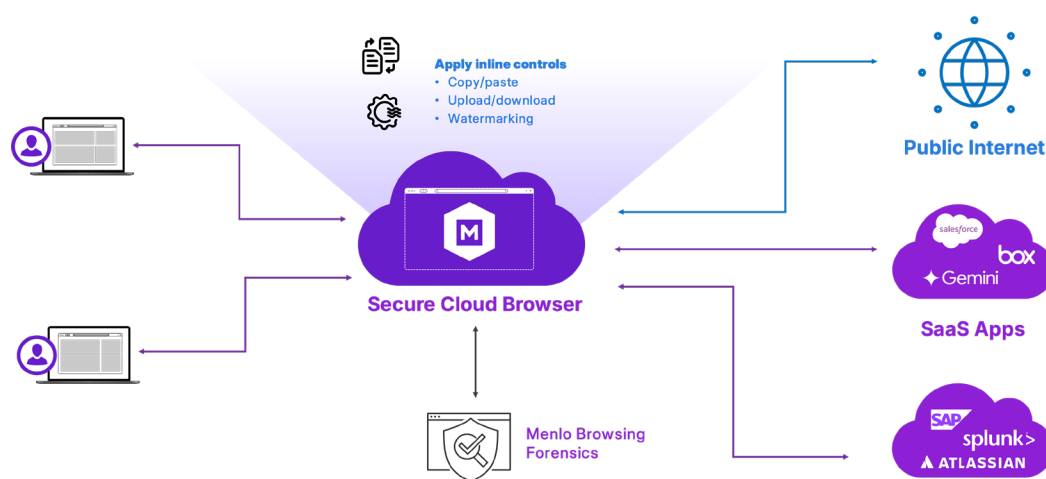 Apply inline controls
• Copy/paste
• Upload/download
• Watermarking
M
Secure Cloud Browser
Menlo Browsing
Forensics
Public Internet
salesforce
box
Gemini
SaaS Apps
SAP
splunk>
ATLASSIAN